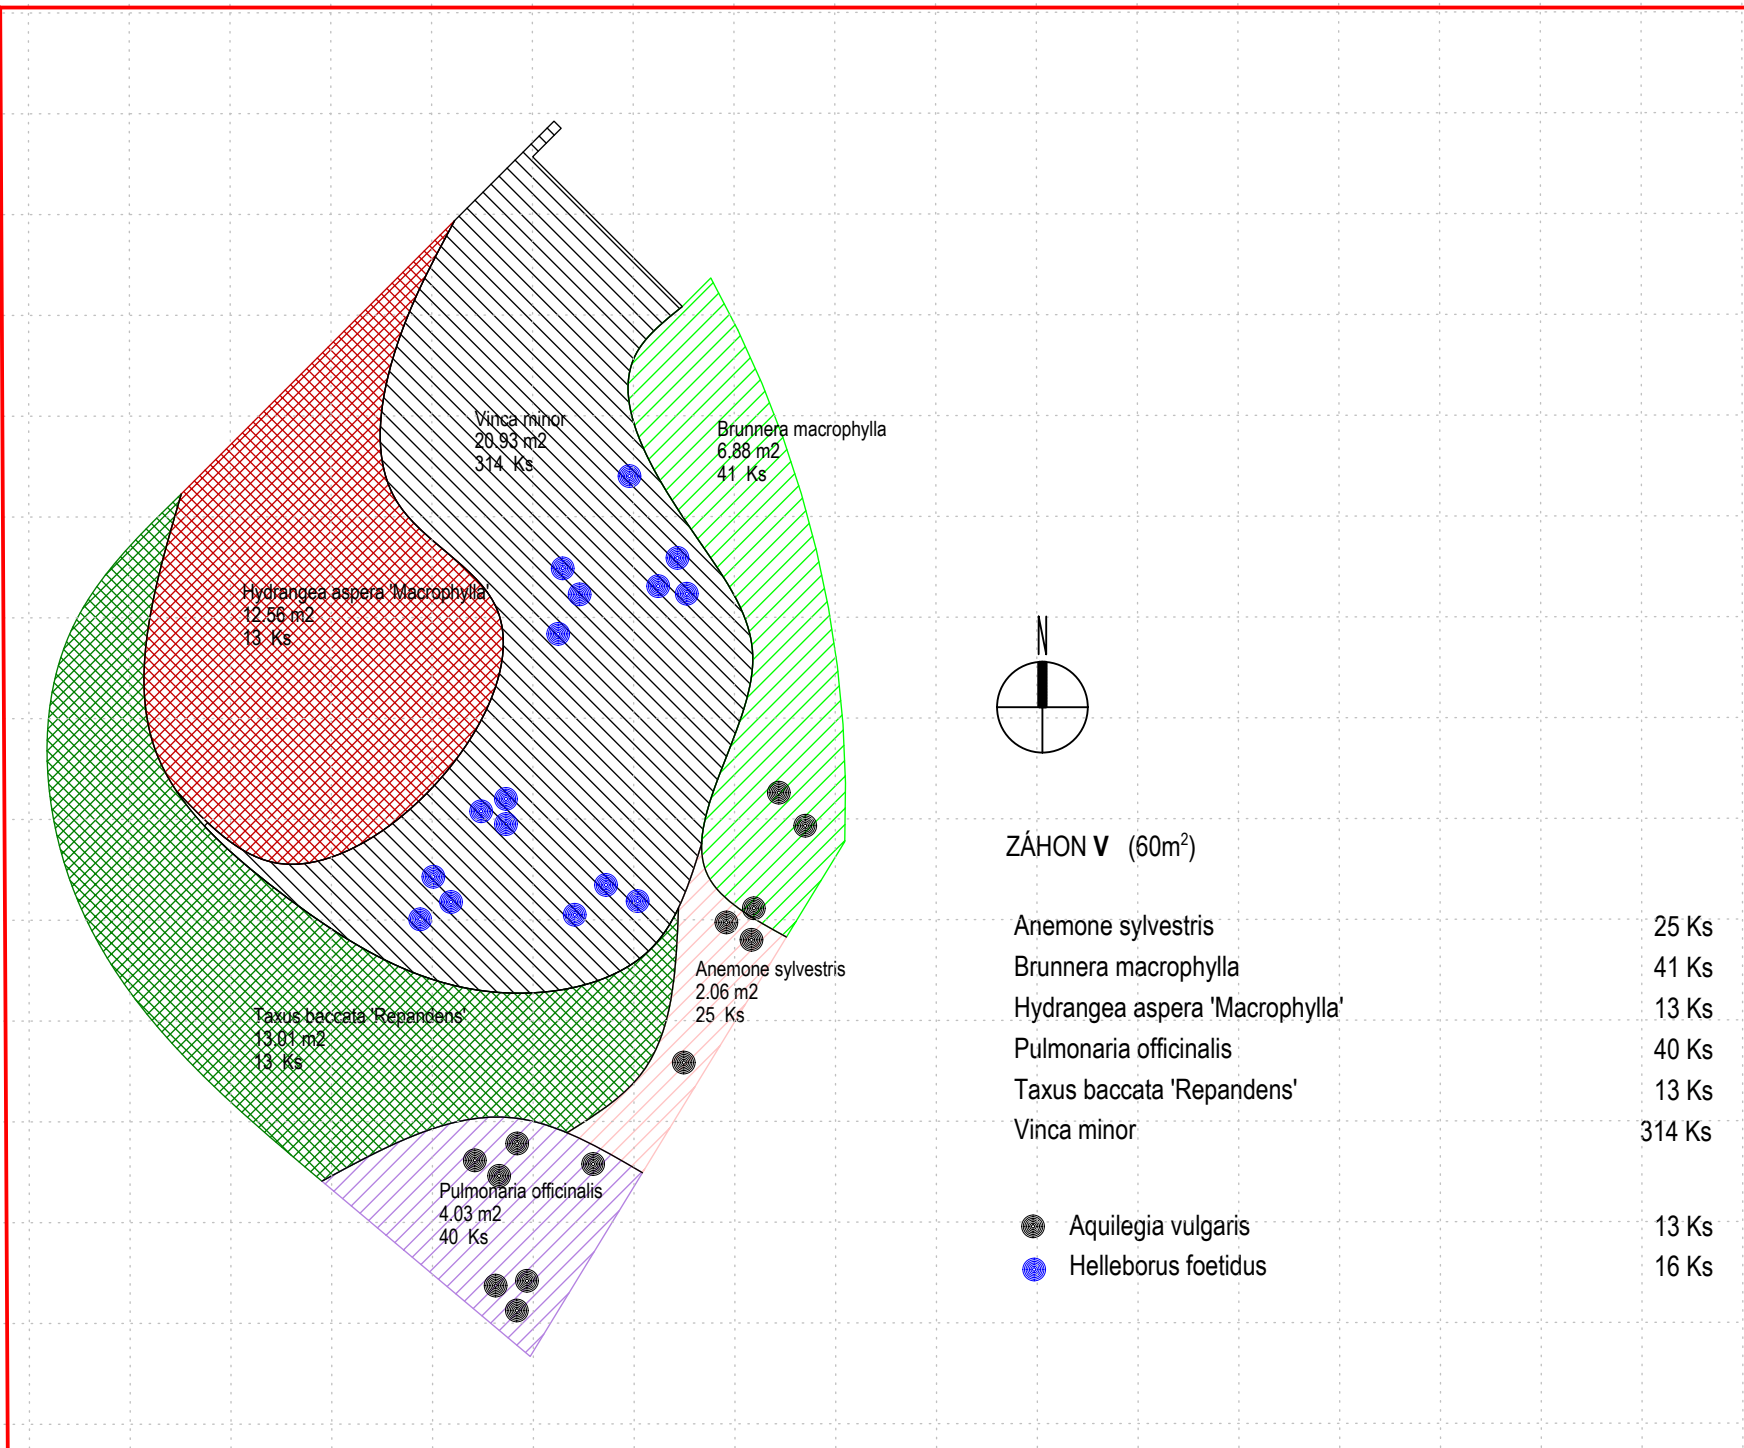 Vinca minor
20.93 m2
314 Ks
Brunnera macrophylla
6.88 m2
41 Ks
Hydrangea aspera 'Macrophylla'
12.56 m2
13 Ks
N
ZÁHON V (60m²)
Anemone sylvestris 25 Ks
Brunnera macrophylla 41 Ks
Hydrangea aspera 'Macrophylla' 13 Ks
Pulmonaria officinalis 40 Ks
Taxus baccata 'Repandens' 13 Ks
Vinca minor 314 Ks
Aquilegia vulgaris 13 Ks
Helleborus foetidus 16 Ks
Anemone sylvestris
2.06 m2
25 Ks
Taxus baccata 'Repandens'
13.01 m2
13 Ks
Pulmonaria officinalis
4.03 m2
40 Ks